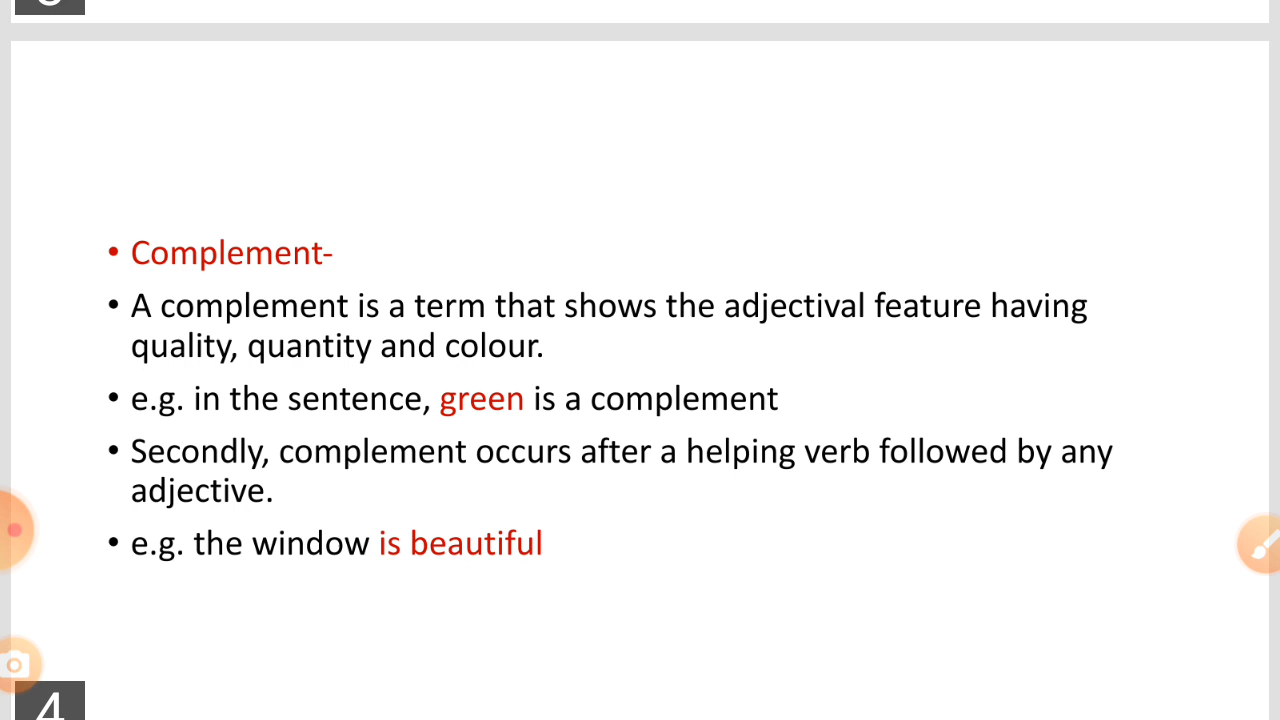 • Complement-
• A complement is a term that shows the adjectival feature having
quality, quantity and colour.
• e.g. in the sentence, green is a complement
• Secondly, complement occurs after a helping verb followed by any
adjective.
• e.g. the window is beautiful
4